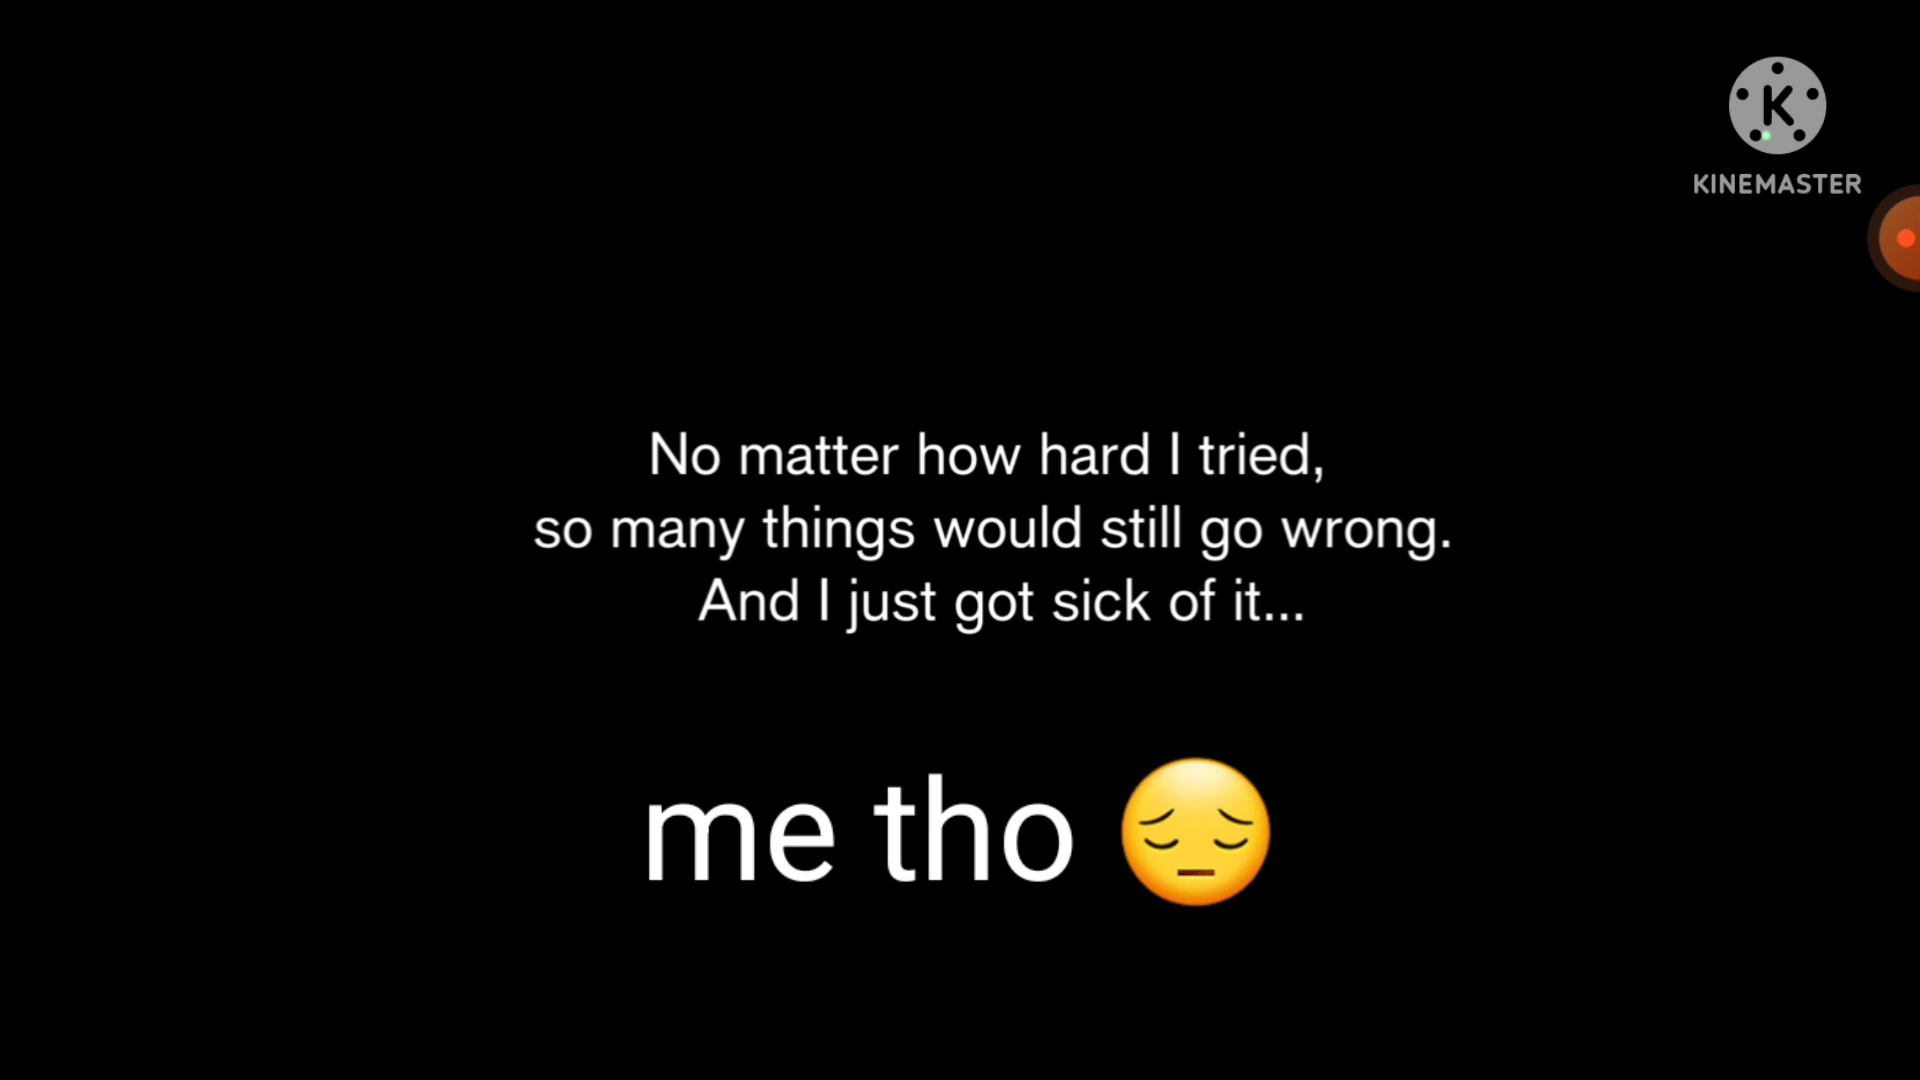 K
KINEMASTER
No matter how hard I tried,
so many things would still go wrong.
And I just got sick of it...
me tho 😔